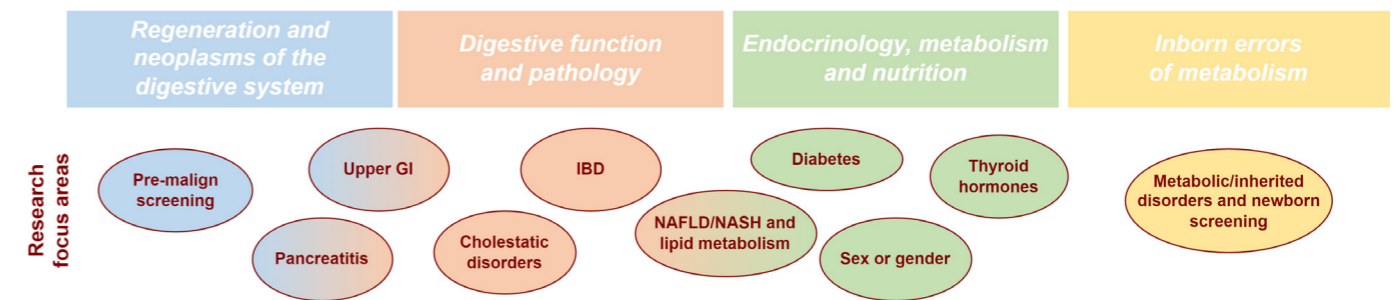 Regeneration and
neoplasms of the
digestive system
Digestive function
and pathology
Endocrinology, metabolism
and nutrition
Inborn errors
of metabolism
Research
focus areas
Pre-malign
screening
Upper GI
Pancreatitis
IBD
Cholestatic
disorders
NAFLD/NASH and
lipid metabolism
Diabetes
Sex or gender
Thyroid
hormones
Metabolic/inherited
disorders and newborn
screening